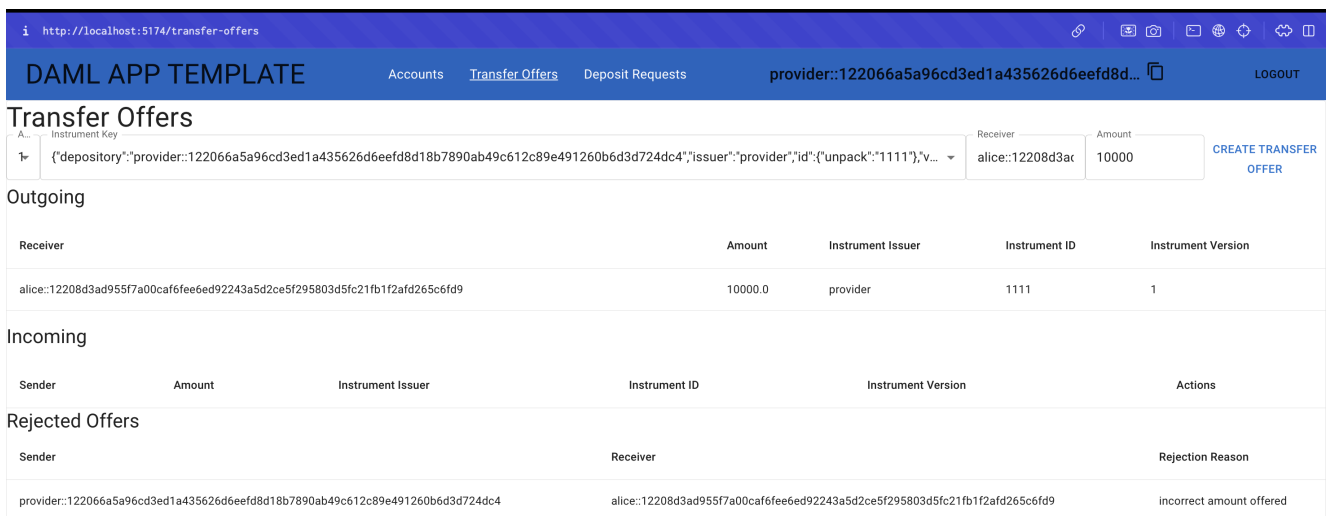 i http://localhost:5174/transfer-offers
DAML APP TEMPLATE Accounts Transfer Offers Deposit Requests provider::122066a5a96cd3ed1a435626d6eefd8d... LOGOUT
Transfer Offers
A... Instrument Key Receiver Amount
1 {"depository":"provider::122066a5a96cd3ed1a435626d6eefd8d18b7890ab49c612c89e491260b6d3d724dc4","issuer":"provider","id":{"unpack":"1111"},"v... alice::12208d3ac 10000 CREATE TRANSFER
OFFER
Outgoing
Receiver Amount Instrument Issuer Instrument ID Instrument Version
alice::12208d3ad955f7a00caf6fee6ed92243a5d2ce5f295803d5fc21fb1f2afd265c6fd9 10000.0 provider 1111 1
Incoming
Sender Amount Instrument Issuer Instrument ID Instrument Version Actions
Rejected Offers
Sender Receiver Rejection Reason
provider::122066a5a96cd3ed1a435626d6eefd8d18b7890ab49c612c89e491260b6d3d724dc4 alice::12208d3ad955f7a00caf6fee6ed92243a5d2ce5f295803d5fc21fb1f2afd265c6fd9 incorrect amount offered